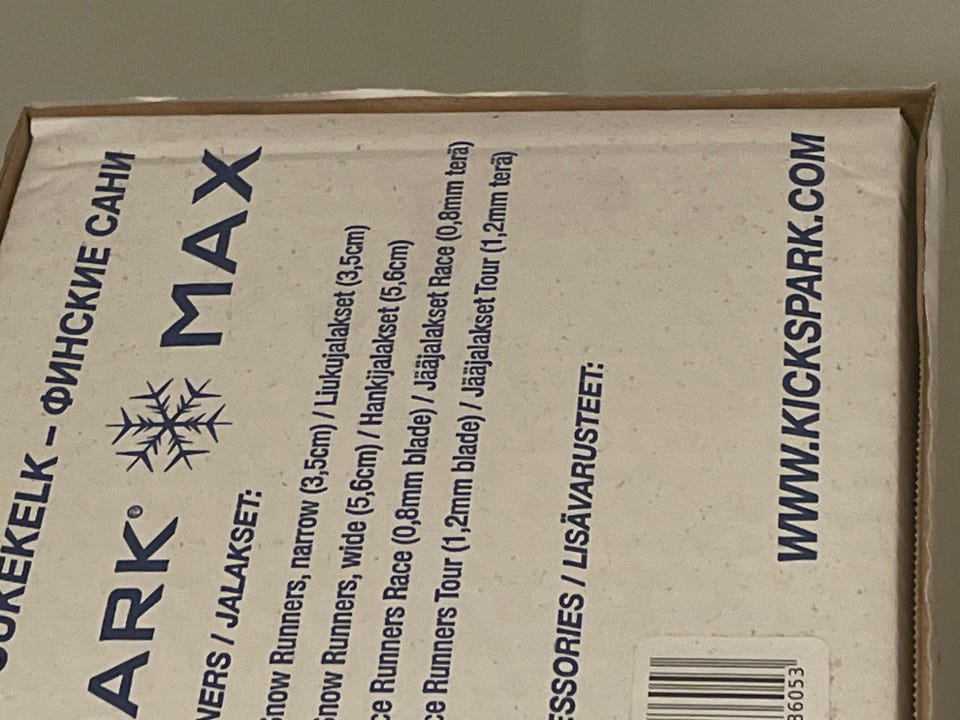 OUKEKELK – ФИНСКИЕ САНИ
ARK® MAX
NERS / JALAKSET:
Snow Runners, narrow (3,5cm) / Liukujalakset (3,5cm)
Snow Runners, wide (5,6cm) / Hankijalakset (5,6cm)
ce Runners Race (0,8mm blade) / Jääjalakset Race (0,8mm terä)
ce Runners Tour (1,2mm blade) / Jääjalakset Tour (1,2mm terä)
ESSORIES / LISÄVARUSTEET:
WWW.KICKSPARK.COM
36053